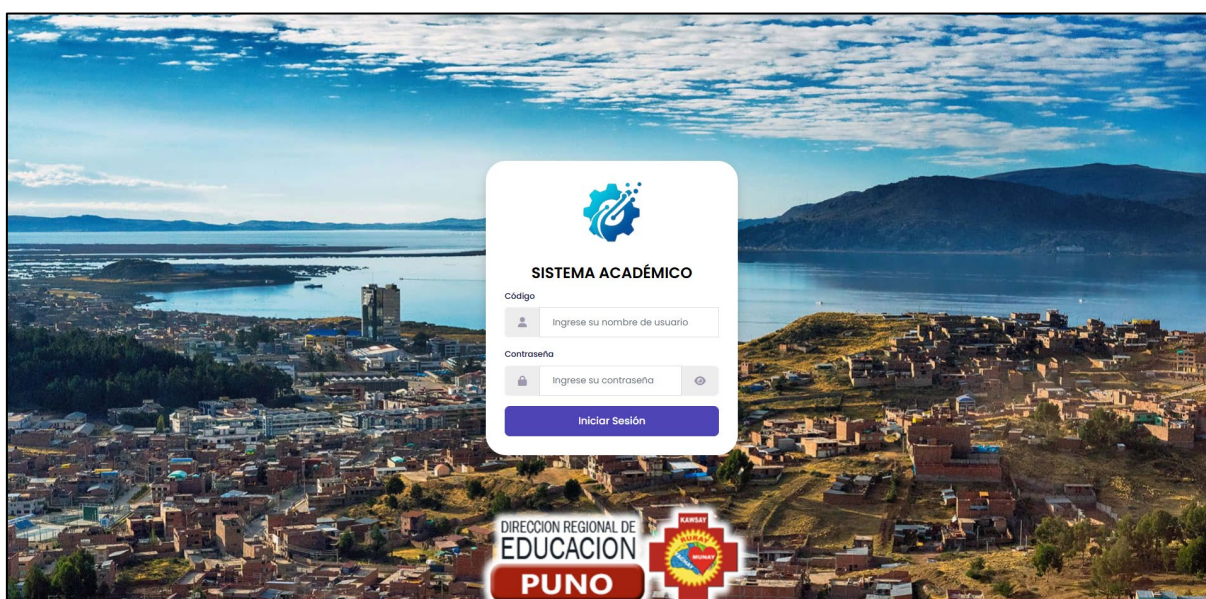 SISTEMA ACADÉMICO
Código
Ingrese su nombre de usuario
Contraseña
Ingrese su contraseña
Iniciar Sesión
DIRECCION REGIONAL DE
EDUCACION
PUNO
KAWSAY
RURAY
MUNAY